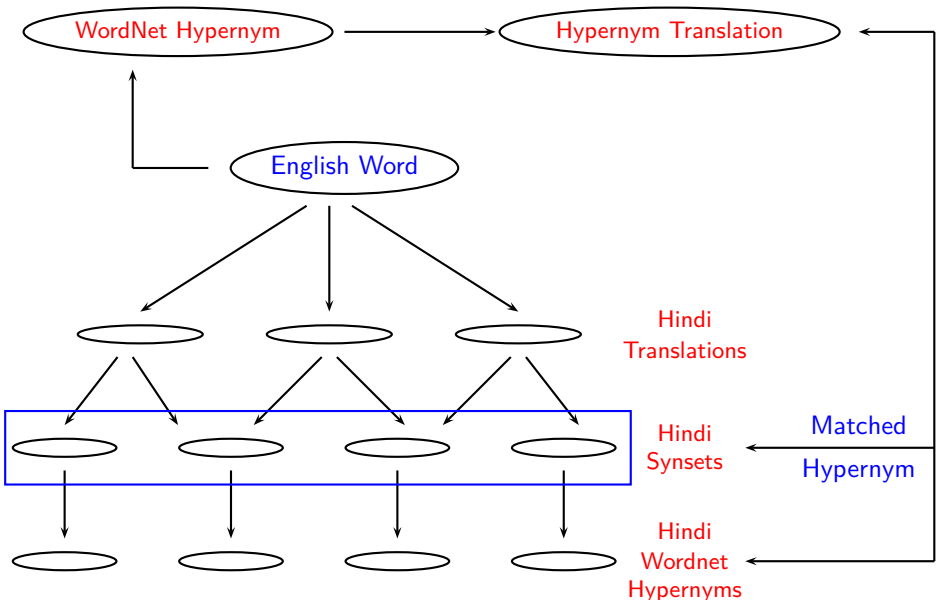 WordNet Hypernym
Hypernym Translation
English Word
Hindi
Translations
Hindi
Synsets
Matched
Hypernym
Hindi
Wordnet
Hypernyms